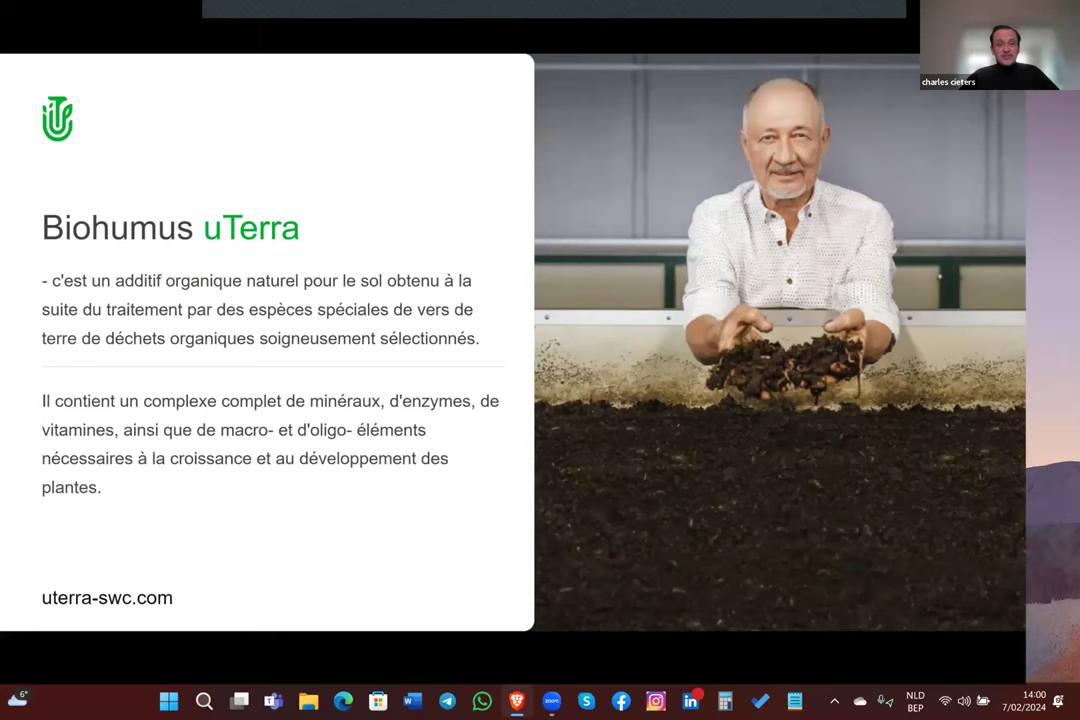 charles cieters
Biohumus uTerra
- c'est un additif organique naturel pour le sol obtenu à la
suite du traitement par des espèces spéciales de vers de
terre de déchets organiques soigneusement sélectionnés.
Il contient un complexe complet de minéraux, d'enzymes, de
vitamines, ainsi que de macro- et d'oligo- éléments
nécessaires à la croissance et au développement des
plantes.
uterra-swc.com
6°
zoom
NLD
BEP
14:00
7/02/2024